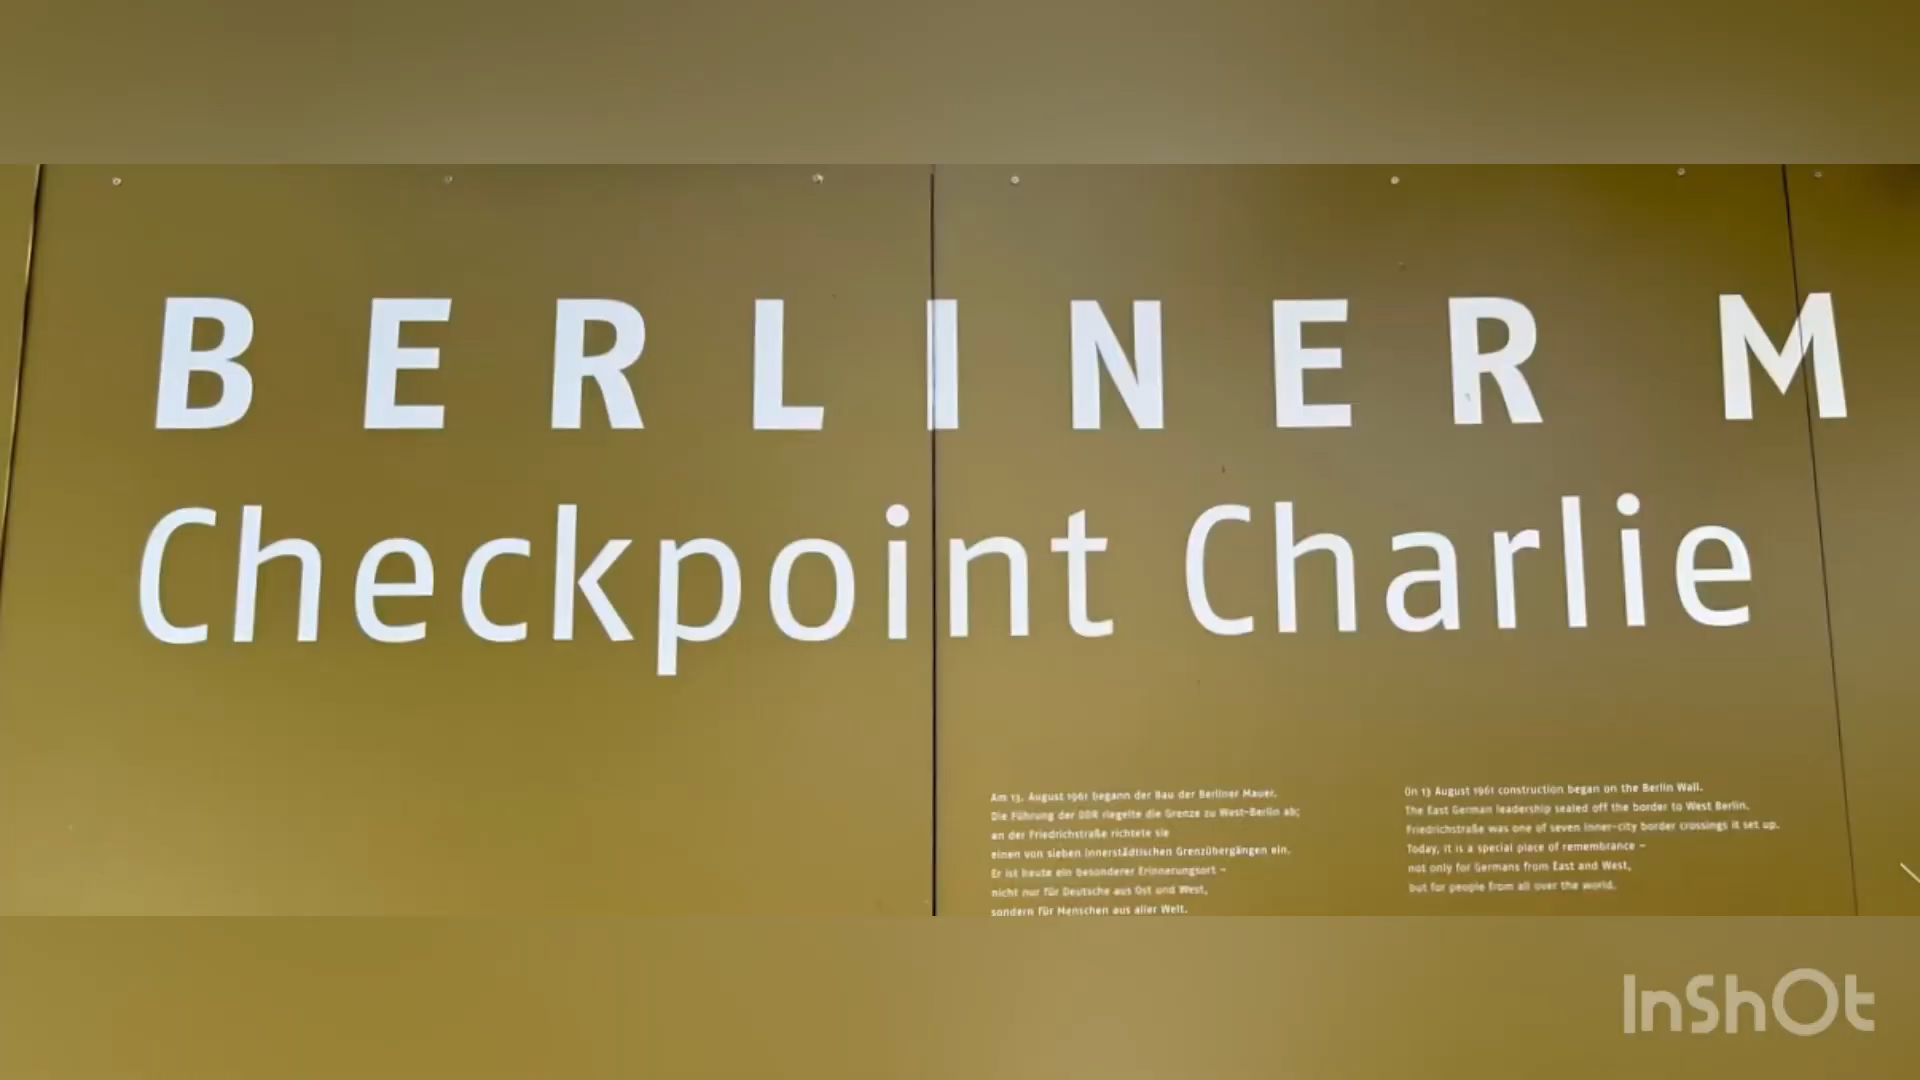 BERLINER M
Checkpoint Charlie
Am 13. August 1961 begann der Bau der Berliner Mauer.
Die Führung der DDR riegelte die Grenze zu West-Berlin ab;
an der Friedrichstraße richtete sie
einen von sieben innerstädtischen Grenzübergängen ein.
Er ist heute ein besonderer Erinnerungsort –
nicht nur für Deutsche aus Ost und West,
sondern für Menschen aus aller Welt.
On 13 August 1961 construction began on the Berlin Wall.
The East German leadership sealed off the border to West Berlin.
Friedrichstraße was one of seven inner-city border crossings it set up.
Today, it is a special place of remembrance –
not only for Germans from East and West,
but for people from all over the world.
InShOt